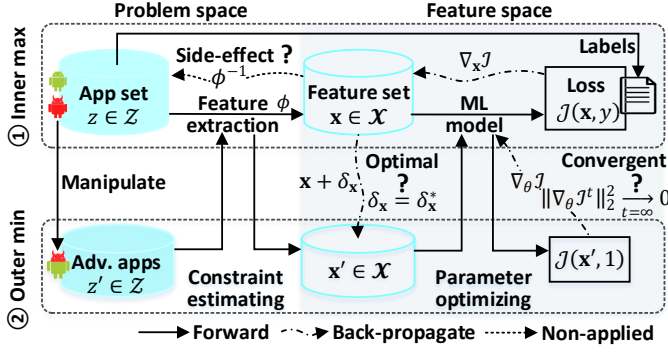 Problem space
Feature space
① Inner max
Side-effect ?
ϕ⁻¹
∇ₓ𝒥
Labels
App set
z ∈ 𝒵
Feature ϕ
extraction
Feature set
x ∈ 𝒳
ML
model
Loss
𝒥(x, y)
Manipulate
x + δₓ
Optimal
?
δₓ = δₓ*
∇_θ𝒥
Convergent
?
‖∇_θ𝒥ᵗ‖₂² → 0
t=∞
② Outer min
Adv. apps
z′ ∈ 𝒵
Constraint
estimating
x′ ∈ 𝒳
Parameter
optimizing
𝒥(x′, 1)
Forward
Back-propagate
Non-applied